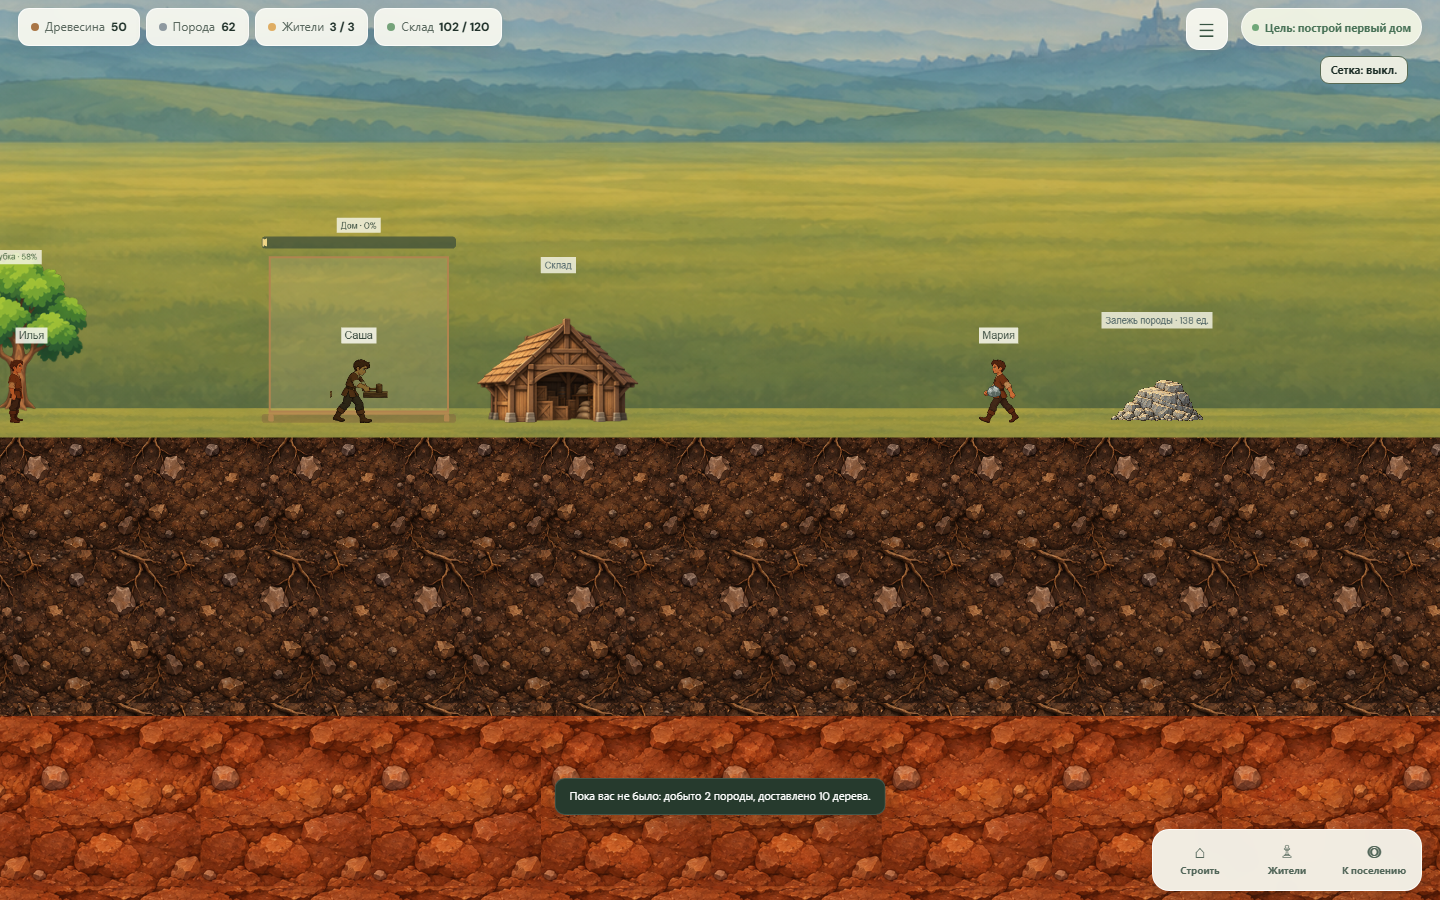 Древесина 50
Порода 62
Жители 3 / 3
Склад 102 / 120
Цель: построй первый дом
Сетка: выкл.
Дом · 0%
убка · 58%
Склад
Залежь породы · 138 ед.
Илья
Саша
Мария
Пока вас не было: добыто 2 породы, доставлено 10 дерева.
Строить
Жители
К поселению